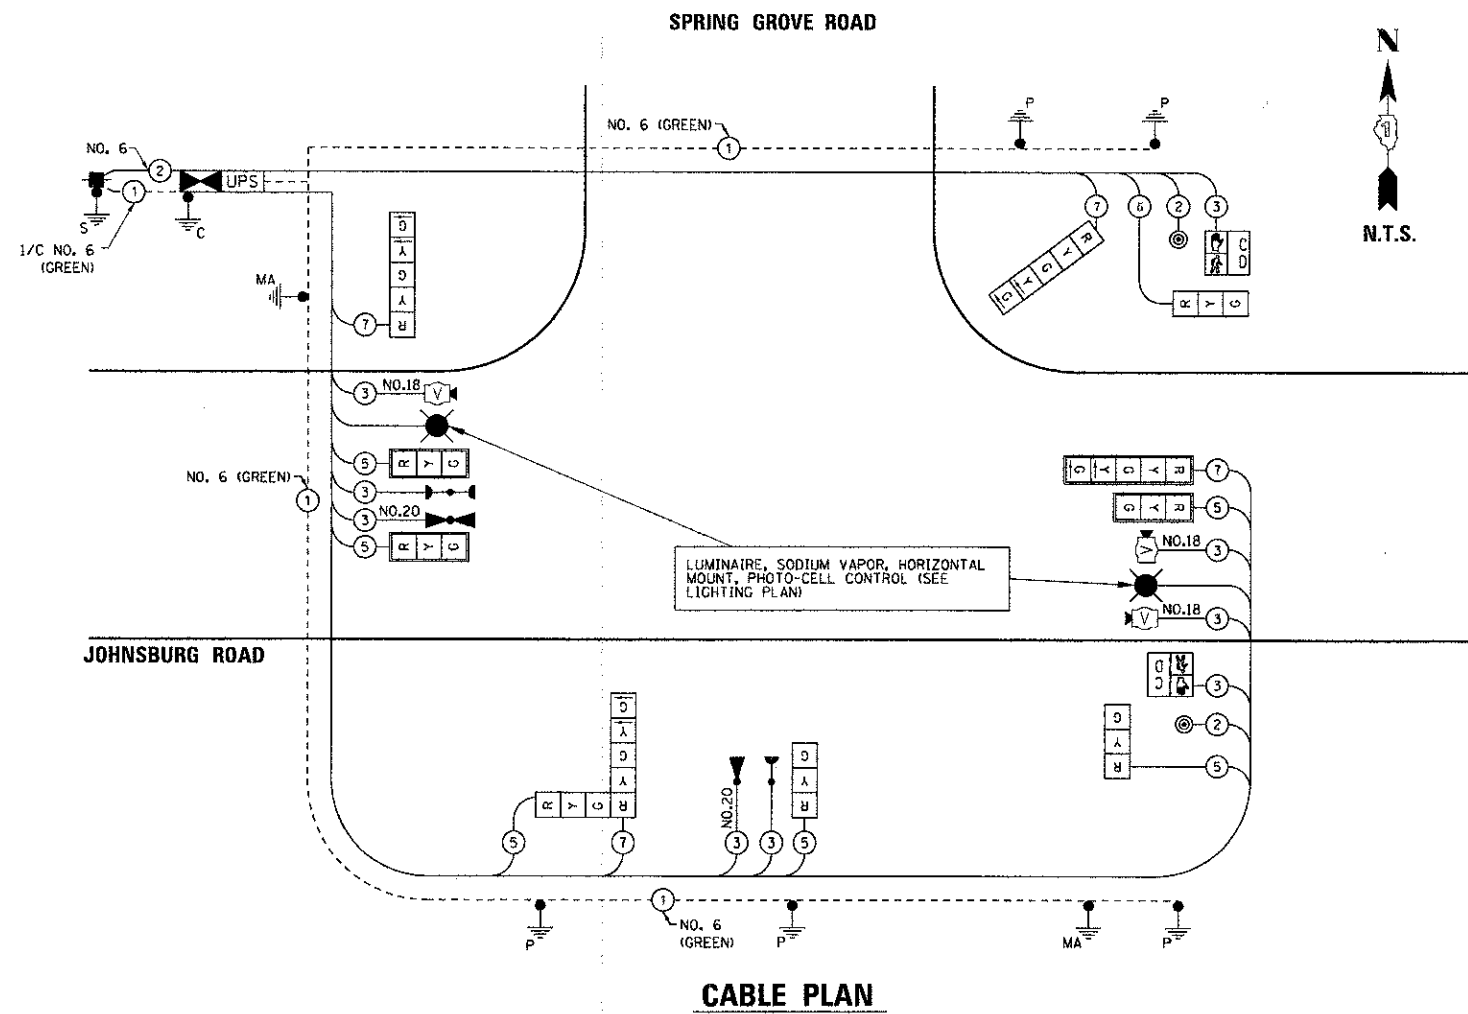 SPRING GROVE ROAD
N
1
N.T.S.
P
P
NO. 6 (GREEN)
1
NO. 6
2
UPS
1
S
C
1/C NO. 6
(GREEN)
7
6
2
3
R Y G Y G
C
D
R Y G
MA
G
Y
G
Y
R
7
3
NO.18
V
5
R Y G
NO. 6 (GREEN)
1
3
3
NO.20
5
R Y G
G Y G Y R
7
G Y R
5
V
NO.18
3
LUMINAIRE, SODIUM VAPOR, HORIZONTAL
MOUNT, PHOTO-CELL CONTROL (SEE
LIGHTING PLAN)
V
NO.18
3
JOHNSBURG ROAD
D
C
3
2
G
Y
R
5
G
Y
G
Y
R Y G R
5
7
NO.20
3
3
G
Y
R
5
1
NO. 6
(GREEN)
P
P
MA
P
CABLE PLAN